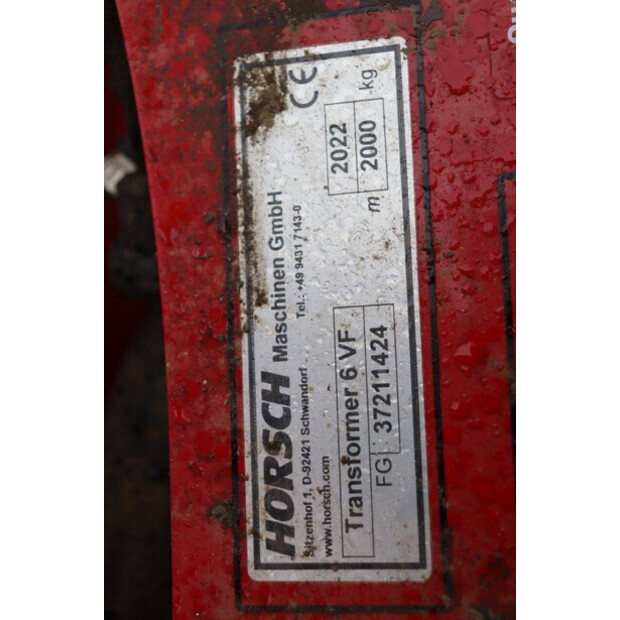 HORSCH Maschinen GmbH CE
Sitzenhof 1, D-92421 Schwandorf Tel.: +49 9431 7143-0
www.horsch.com
Transformer 6 VF 2022
FG 37211424 m 2000 kg